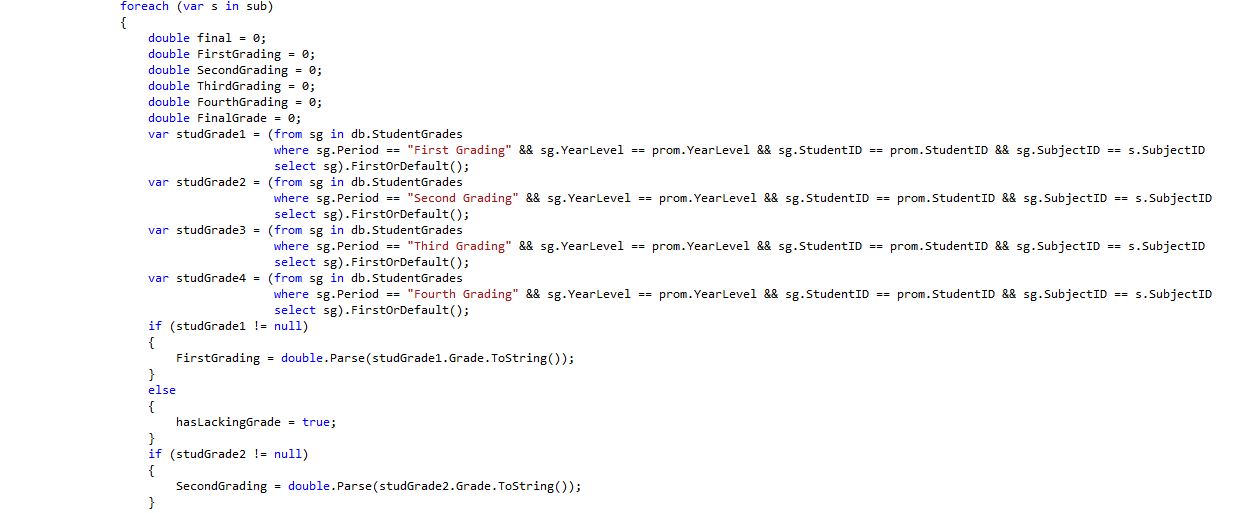 foreach (var s in sub)
{
double final = 0;
double FirstGrading = 0;
double SecondGrading = 0;
double ThirdGrading = 0;
double FourthGrading = 0;
double FinalGrade = 0;
var studGrade1 = (from sg in db.StudentGrades
where sg.Period == "First Grading" && sg.YearLevel == prom.YearLevel && sg.StudentID == prom.StudentID && sg.SubjectID == s.SubjectID
select sg).FirstOrDefault();
var studGrade2 = (from sg in db.StudentGrades
where sg.Period == "Second Grading" && sg.YearLevel == prom.YearLevel && sg.StudentID == prom.StudentID && sg.SubjectID == s.SubjectID
select sg).FirstOrDefault();
var studGrade3 = (from sg in db.StudentGrades
where sg.Period == "Third Grading" && sg.YearLevel == prom.YearLevel && sg.StudentID == prom.StudentID && sg.SubjectID == s.SubjectID
select sg).FirstOrDefault();
var studGrade4 = (from sg in db.StudentGrades
where sg.Period == "Fourth Grading" && sg.YearLevel == prom.YearLevel && sg.StudentID == prom.StudentID && sg.SubjectID == s.SubjectID
select sg).FirstOrDefault();
if (studGrade1 != null)
{
FirstGrading = double.Parse(studGrade1.Grade.ToString());
}
else
{
hasLackingGrade = true;
}
if (studGrade2 != null)
{
SecondGrading = double.Parse(studGrade2.Grade.ToString());
}